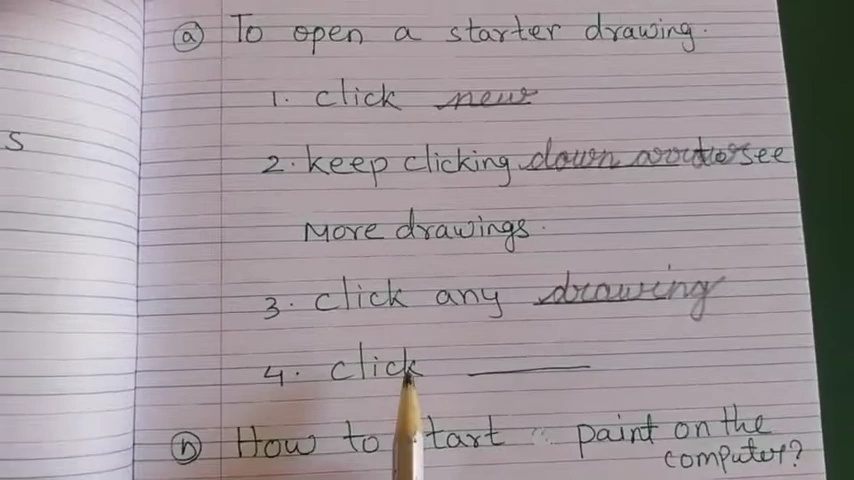 S
a To open a starter drawing.
1. click new
2. keep clicking down arrow to see
More drawings.
3. click any drawing
4. click
h How to start paint on the
computer?